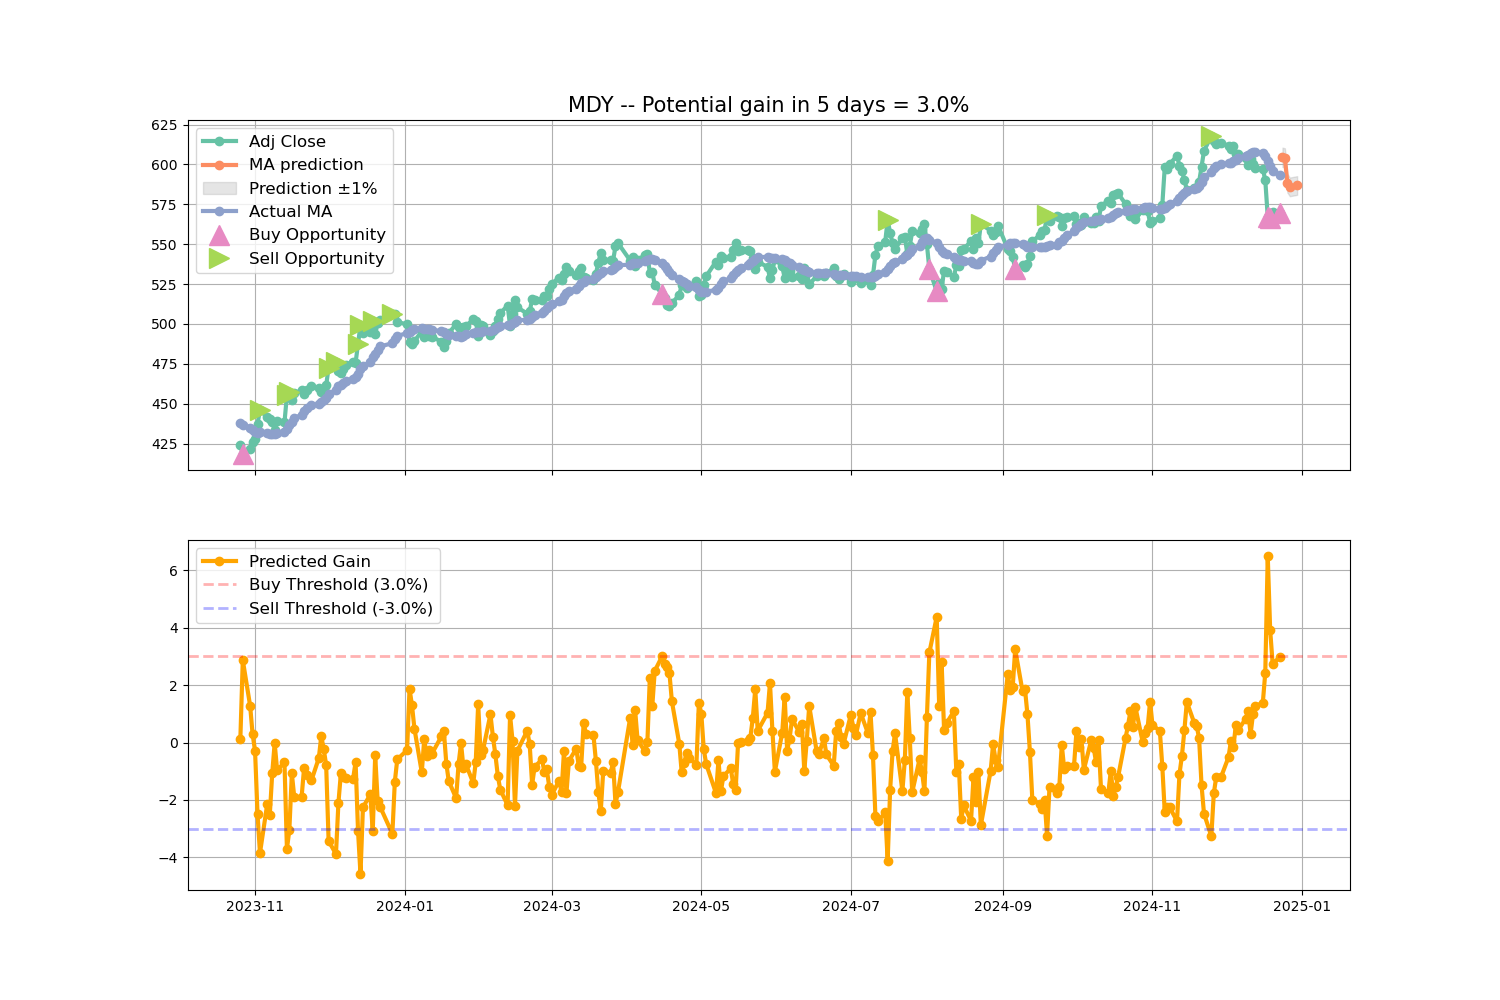 MDY -- Potential gain in 5 days = 3.0%
625
600
575
550
525
500
475
450
425
Adj Close
MA prediction
Prediction ±1%
Actual MA
Buy Opportunity
Sell Opportunity
6
4
2
0
−2
−4
Predicted Gain
Buy Threshold (3.0%)
Sell Threshold (-3.0%)
2023-11
2024-01
2024-03
2024-05
2024-07
2024-09
2024-11
2025-01